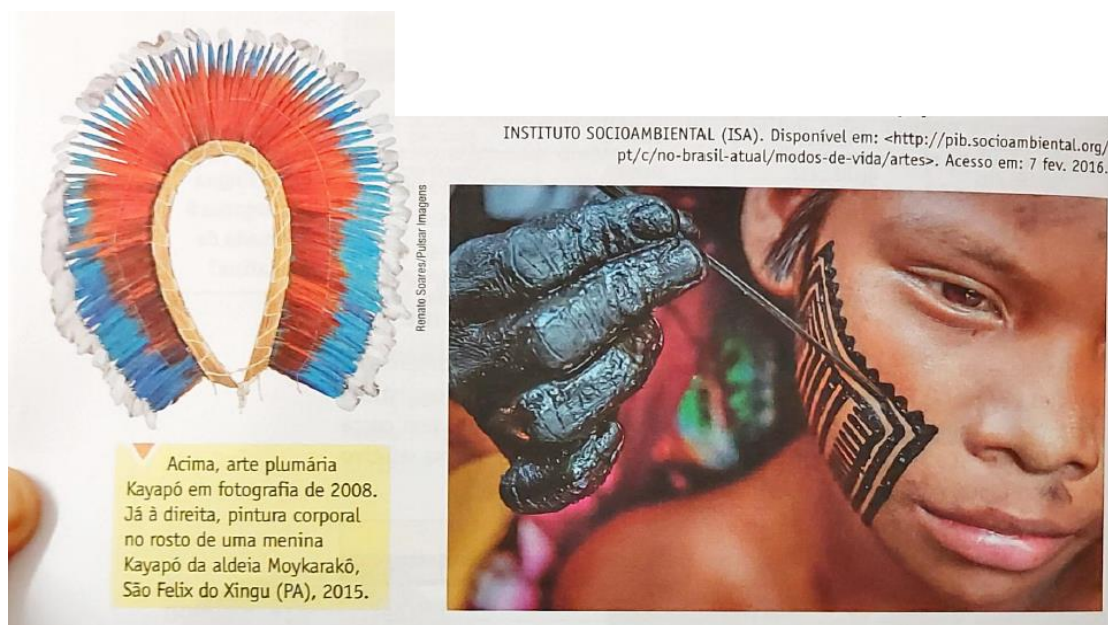 INSTITUTO SOCIOAMBIENTAL (ISA). Disponível em: <http://pib.socioambiental.org/
pt/c/no-brasil-atual/modos-de-vida/artes>. Acesso em: 7 fev. 2016.
Renato Soares/Pulsar Imagens
Acima, arte plumária
Kayapó em fotografia de 2008.
Já à direita, pintura corporal
no rosto de uma menina
Kayapó da aldeia Moykarakô,
São Felix do Xingu (PA), 2015.